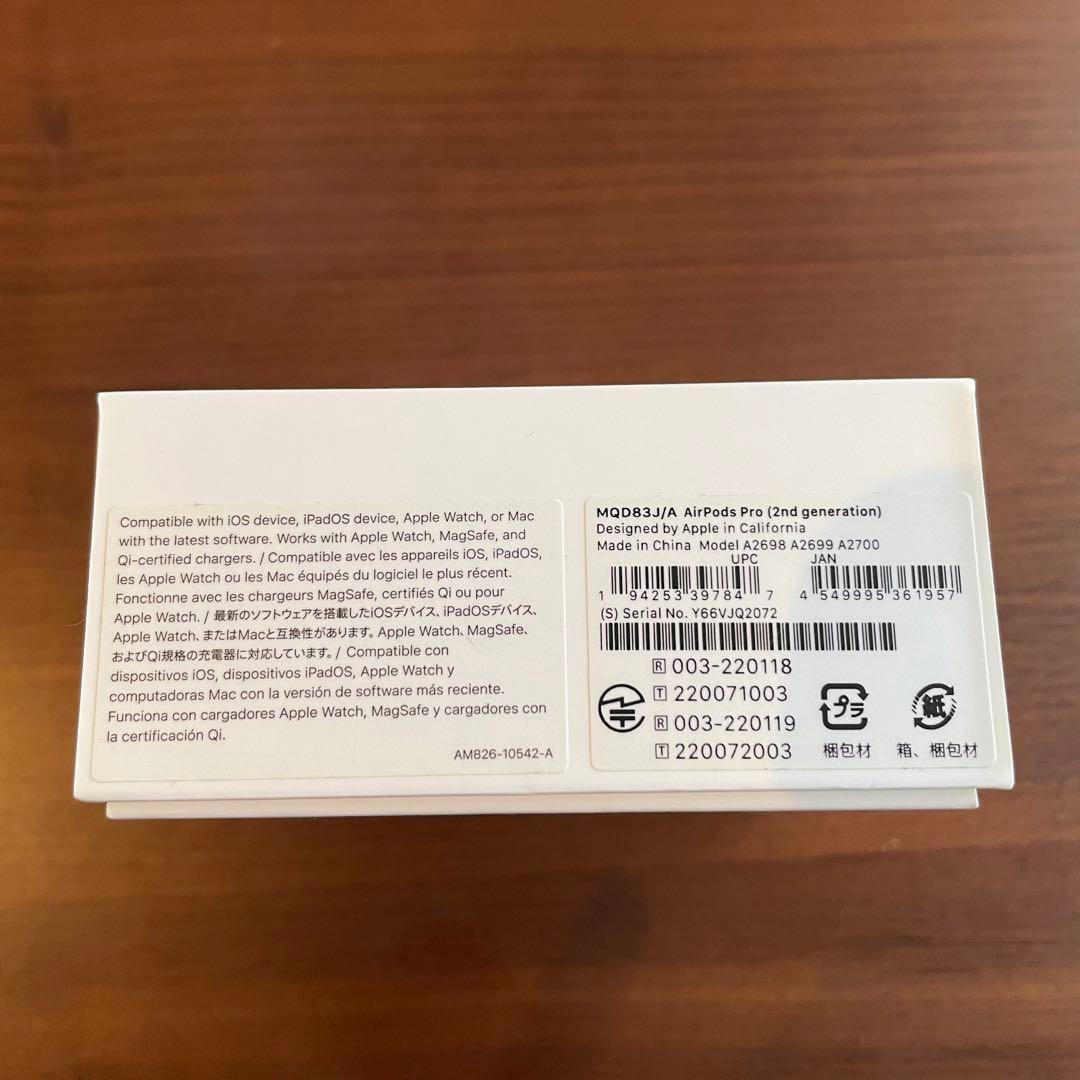 Compatible with iOS device, iPadOS device, Apple Watch, or Mac
with the latest software. Works with Apple Watch, MagSafe, and
Qi-certified chargers. / Compatible avec les appareils iOS, iPadOS,
les Apple Watch ou les Mac équipés du logiciel le plus récent.
Fonctionne avec les chargeurs MagSafe, certifiés Qi ou pour
Apple Watch. / 最新のソフトウェアを搭載したiOSデバイス、iPadOSデバイス、
Apple Watch、またはMacと互換性があります。Apple Watch、MagSafe、
およびQi規格の充電器に対応しています。/ Compatible con
dispositivos iOS, dispositivos iPadOS, Apple Watch y
computadoras Mac con la versión de software más reciente.
Funciona con cargadores Apple Watch, MagSafe y cargadores con
la certificación Qi.
AM826-10542-A
MQD83J/A AirPods Pro (2nd generation)
Designed by Apple in California
Made in China Model A2698 A2699 A2700
UPC JAN
1 94253 39784 7 4 549995 361957
(S) Serial No. Y66VJQ2072
R 003-220118
T 220071003
R 003-220119
T 220072003
プラ
梱包材
紙
箱、梱包材